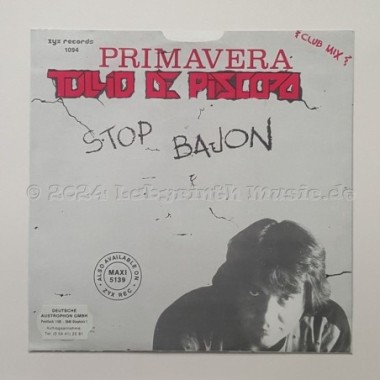 zyx records
1094
( CLUB MIX )
PRIMAVERA
TULLIO DE PISCOPO
STOP BAJON
© 2024 Labyrinth Music.de
ALSO AVAILABLE ON
MAXI
5139
ZYX REC.
DEUTSCHE
AUSTROPHON GMBH